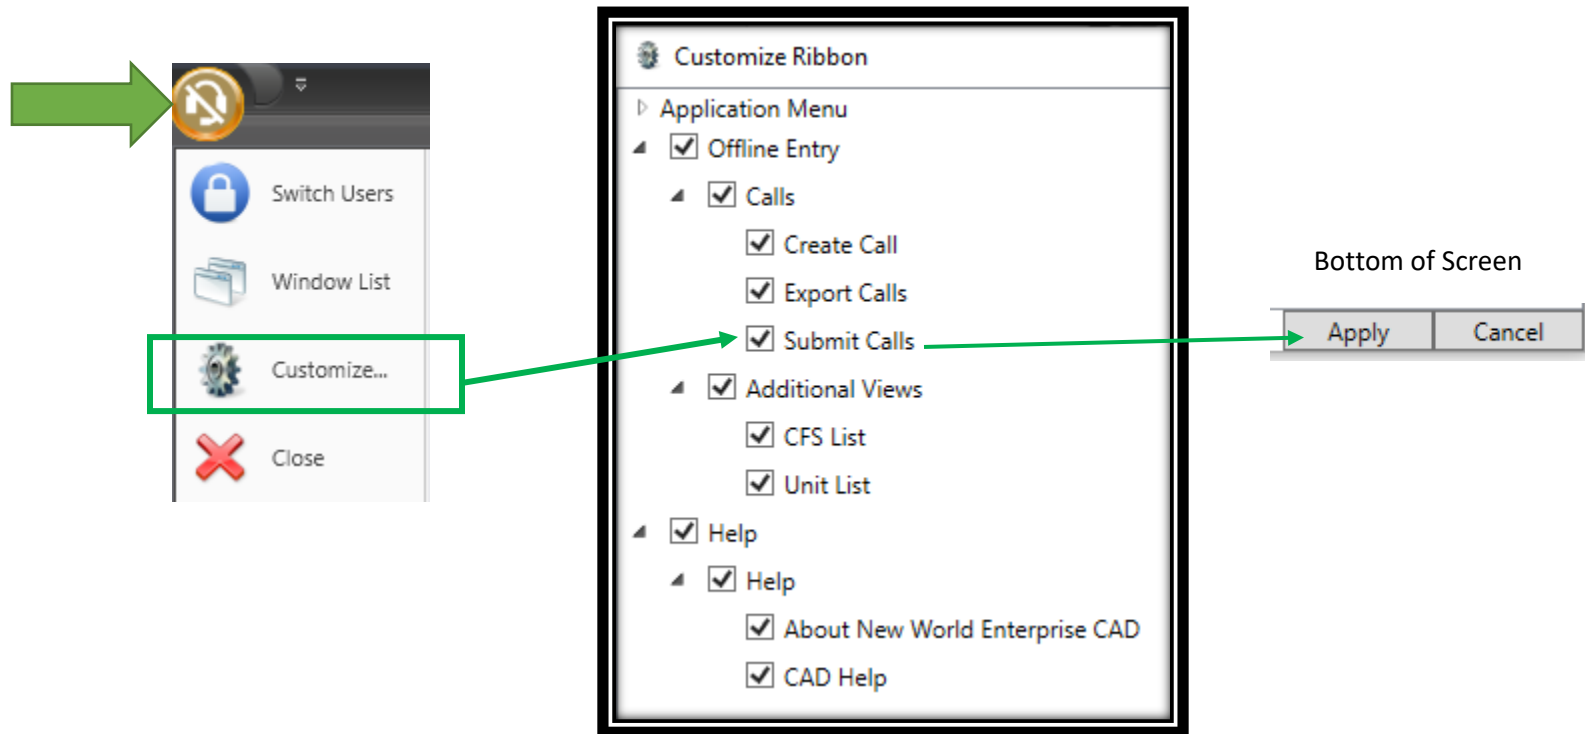 Switch Users
Window List
Customize...
Close
Customize Ribbon
Application Menu
Offline Entry
Calls
Create Call
Export Calls
Submit Calls
Additional Views
CFS List
Unit List
Help
Help
About New World Enterprise CAD
CAD Help
Bottom of Screen
Apply Cancel